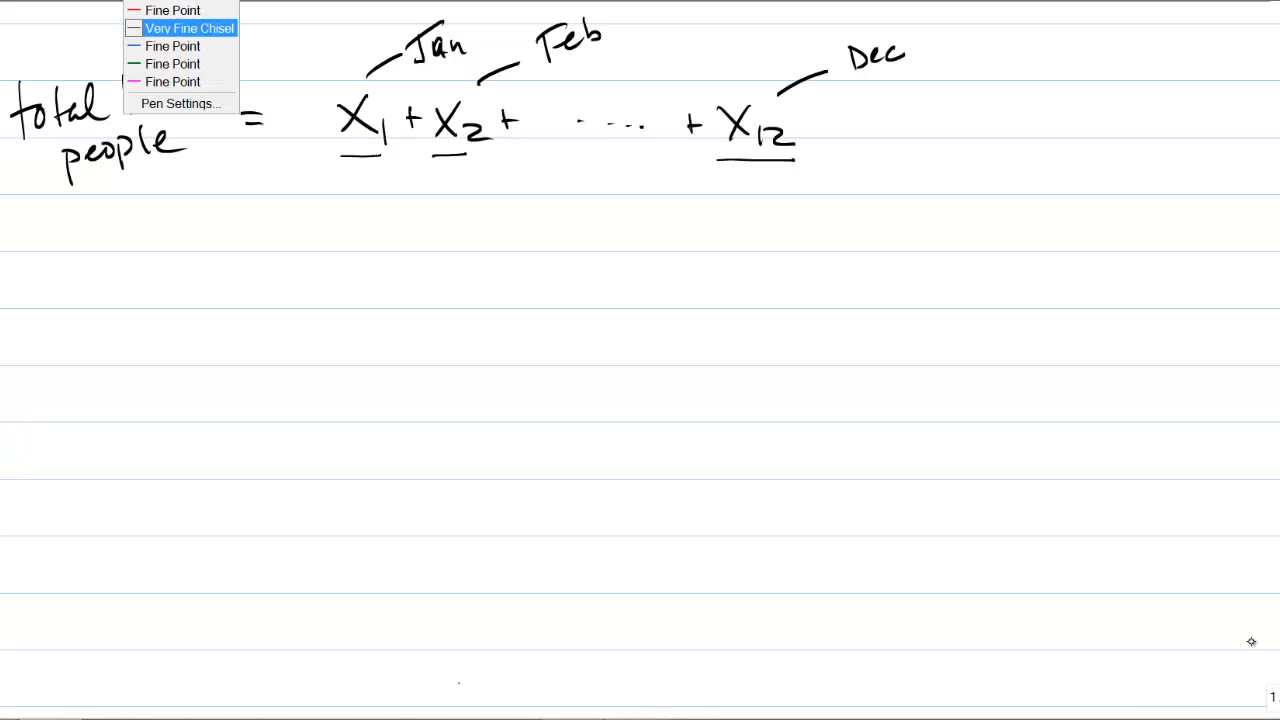 Fine Point
Very Fine Chisel
Fine Point
Fine Point
Fine Point
Pen Settings...
Jan
Feb
Dec
total
people
= X1 + X2 + ..... + X12
1